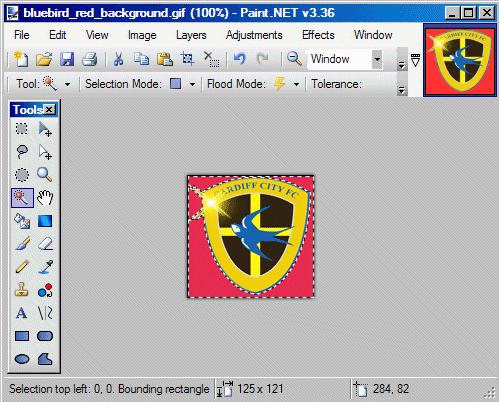 bluebird_red_background.gif (100%) - Paint.NET v3.36
File Edit View Image Layers Adjustments Effects Window
Window
Tool: Selection Mode: Flood Mode: Tolerance:
Tools
CARDIFF CITY FC
CARDIFF CITY FC
A
Selection top left: 0, 0. Bounding rectangle 125 x 121 284, 82